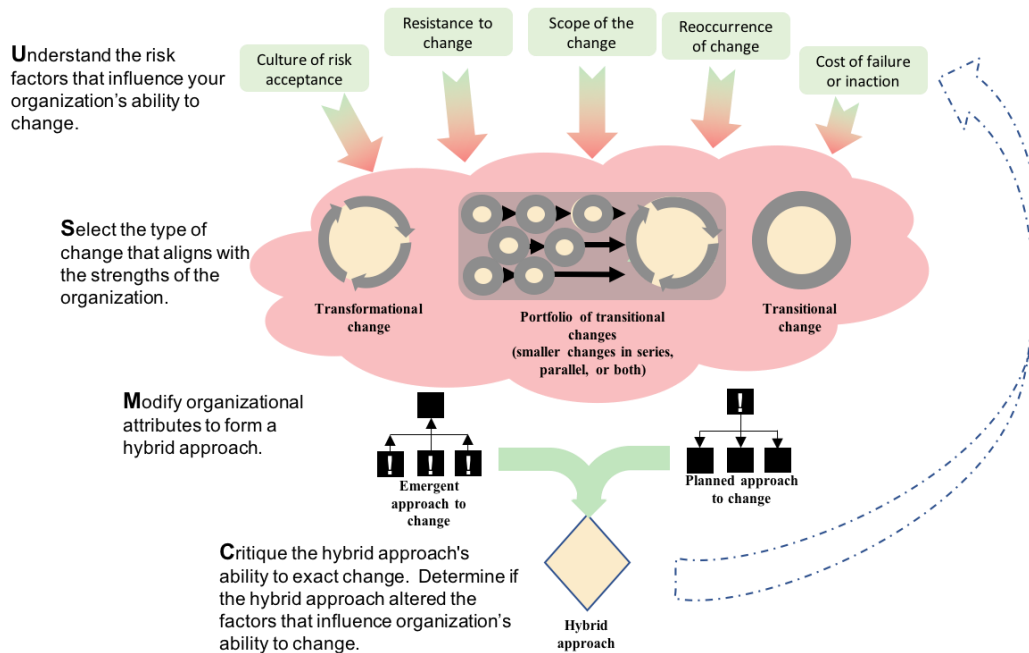 Understand the risk
factors that influence your
organization's ability to
change.
Culture of risk
acceptance
Resistance to
change
Scope of the
change
Reoccurrence
of change
Cost of failure
or inaction
Select the type of
change that aligns with
the strengths of the
organization.
Transformational
change
Portfolio of transitional
changes
(smaller changes in series,
parallel, or both)
Transitional
change
Modify organizational
attributes to form a
hybrid approach.
!
! ! !
Emergent
approach to
change
!
Planned approach
to change
Critique the hybrid approach's
ability to exact change. Determine if
the hybrid approach altered the
factors that influence organization's
ability to change.
Hybrid
approach